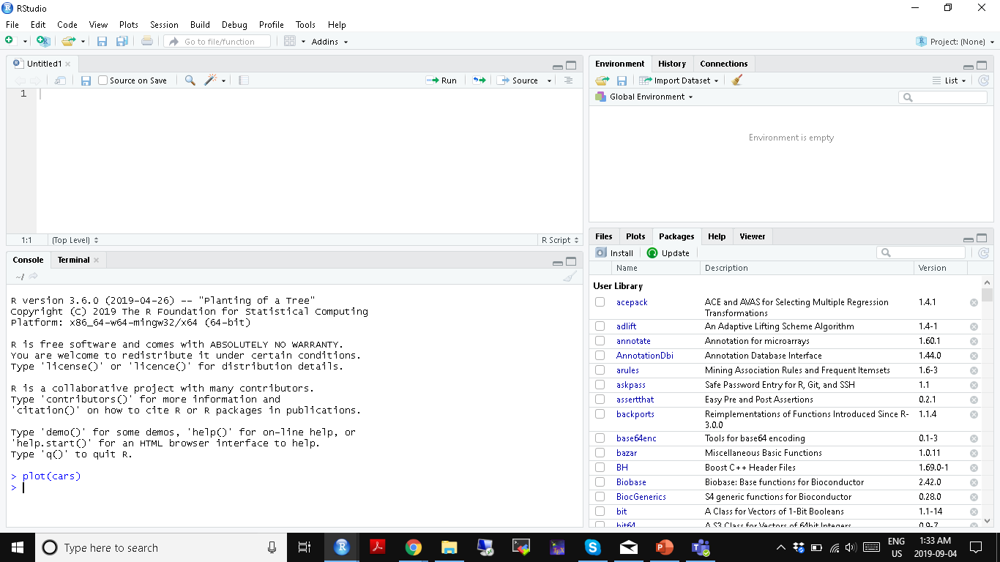 RStudio
File Edit Code View Plots Session Build Debug Profile Tools Help
Go to file/function Addins Project: (None)
Untitled1
Source on Save Run Source
1
1:1 (Top Level) R Script
Console Terminal
~/
R version 3.6.0 (2019-04-26) -- "Planting of a Tree"
Copyright (C) 2019 The R Foundation for Statistical Computing
Platform: x86_64-w64-mingw32/x64 (64-bit)
R is free software and comes with ABSOLUTELY NO WARRANTY.
You are welcome to redistribute it under certain conditions.
Type 'license()' or 'licence()' for distribution details.
R is a collaborative project with many contributors.
Type 'contributors()' for more information and
'citation()' on how to cite R or R packages in publications.
Type 'demo()' for some demos, 'help()' for on-line help, or
'help.start()' for an HTML browser interface to help.
Type 'q()' to quit R.
> plot(cars)
>
Environment History Connections
Import Dataset List
Global Environment
Environment is empty
Files Plots Packages Help Viewer
Install Update
Name Description Version
User Library
acepack ACE and AVAS for Selecting Multiple Regression 1.4.1
Transformations
adlift An Adaptive Lifting Scheme Algorithm 1.4-1
annotate Annotation for microarrays 1.60.1
AnnotationDbi Annotation Database Interface 1.44.0
arules Mining Association Rules and Frequent Itemsets 1.6-3
askpass Safe Password Entry for R, Git, and SSH 1.1
assertthat Easy Pre and Post Assertions 0.2.1
backports Reimplementations of Functions Introduced Since R- 1.1.4
3.0.0
base64enc Tools for base64 encoding 0.1-3
bazar Miscellaneous Basic Functions 1.0.11
BH Boost C++ Header Files 1.69.0-1
Biobase Biobase: Base functions for Bioconductor 2.42.0
BiocGenerics S4 generic functions for Bioconductor 0.28.0
bit A Class for Vectors of 1-Bit Booleans 1.1-14
bit64 A S3 Class for Vectors of 64bit Integers 0.9-7
Type here to search
ENG 1:33 AM
US 2019-09-04